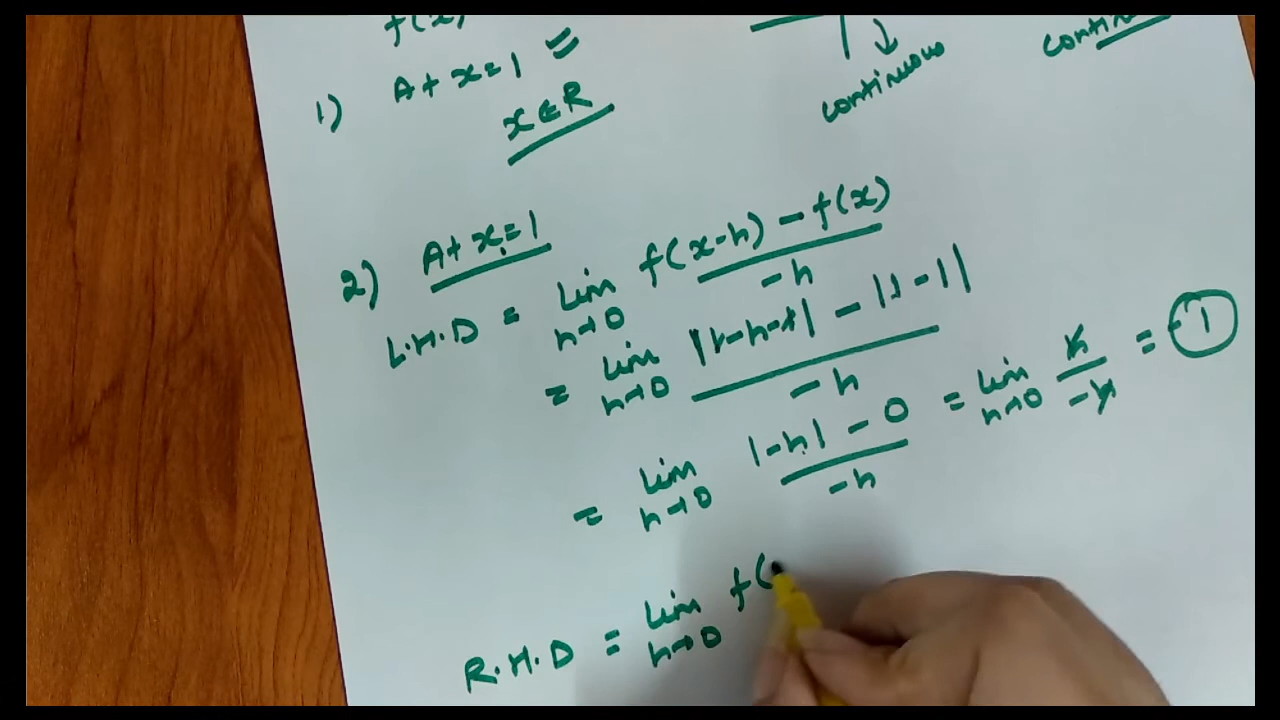 f(x)
1) At x=1
x∈R
continuous
continuous
2) At x=1
L.H.D = lim h→0 f(x-h) - f(x) / -h
= lim h→0 |1-h-1| - |1-1| / -h
= lim h→0 |-h| - 0 / -h = lim h→0 h / -h = -1
R.H.D = lim h→0 f(